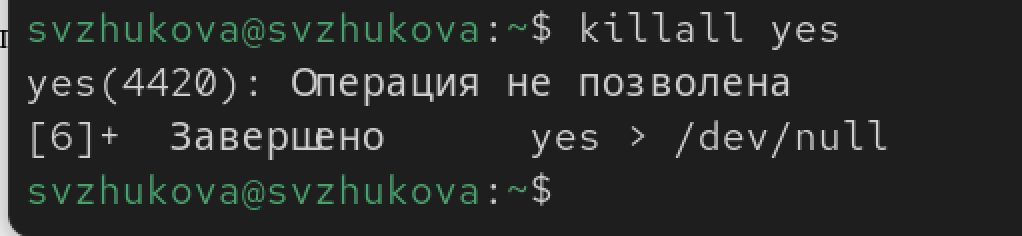 svzhukova@svzhukova:~$ killall yes
yes(4420): Операция не позволена
[6]+  Завершено      yes > /dev/null
svzhukova@svzhukova:~$